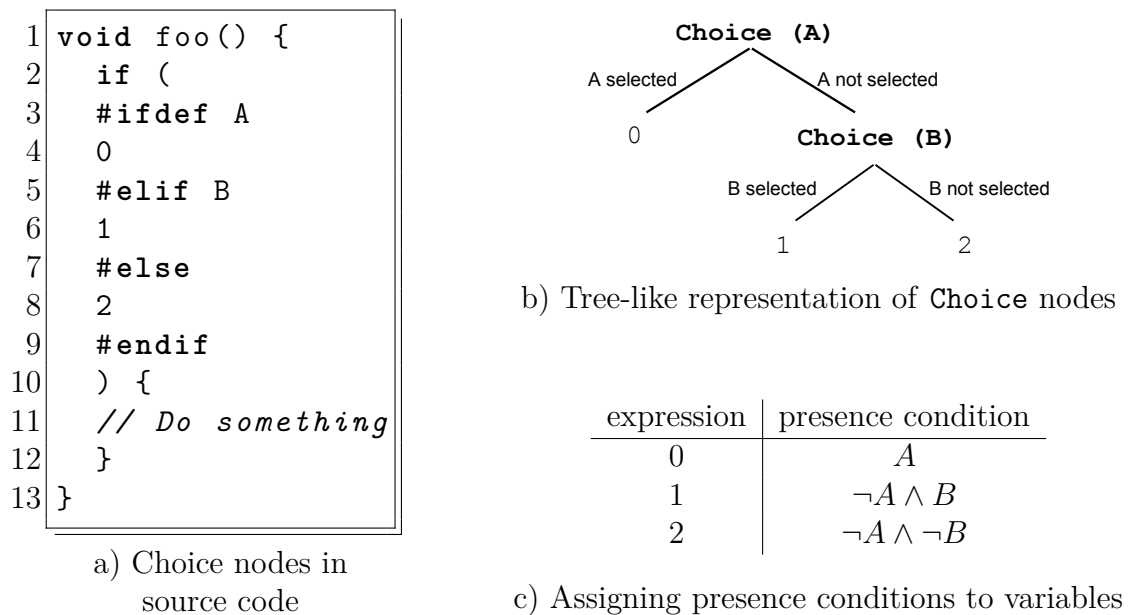 1 void foo() {
2 if (
3 #ifdef A
4 0
5 #elif B
6 1
7 #else
8 2
9 #endif
10 ) {
11 // Do something
12 }
13 }
a) Choice nodes in
source code
Choice (A)
A selected A not selected
0 Choice (B)
B selected B not selected
1 2
b) Tree-like representation of Choice nodes
expression presence condition
0 A
1 ¬A ∧ B
2 ¬A ∧ ¬B
c) Assigning presence conditions to variables